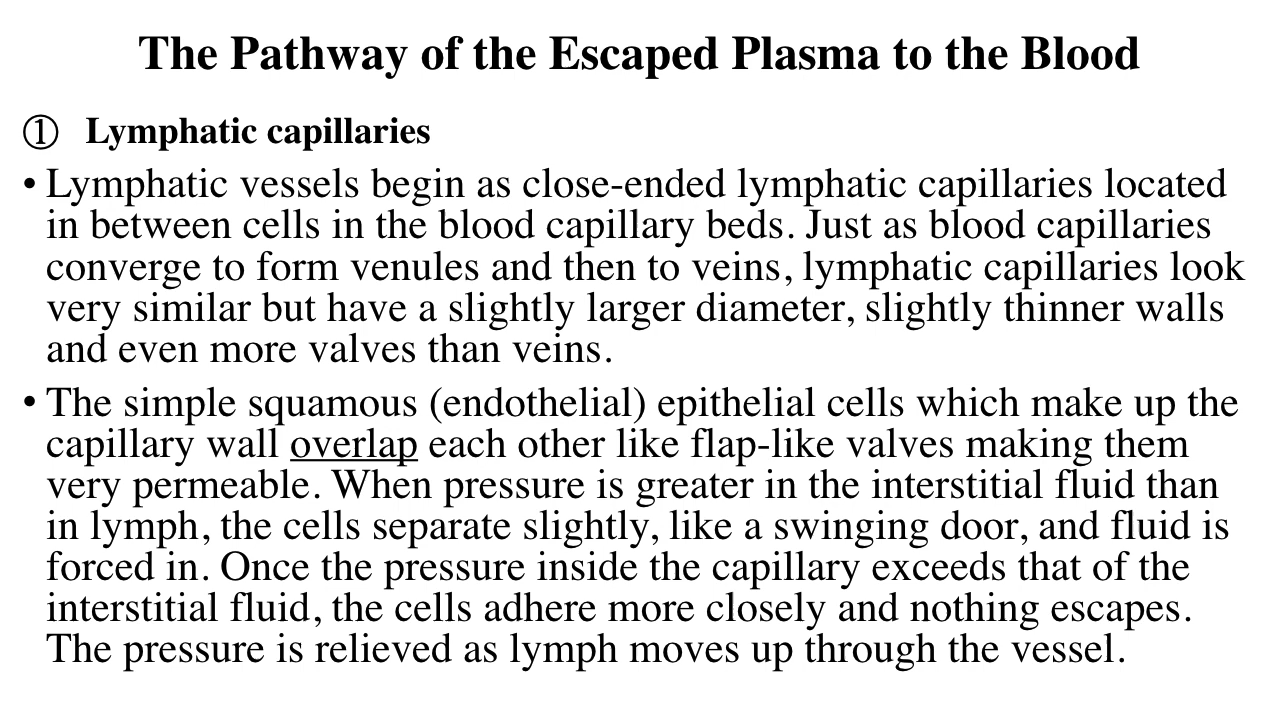 The Pathway of the Escaped Plasma to the Blood
① Lymphatic capillaries
• Lymphatic vessels begin as close-ended lymphatic capillaries located
in between cells in the blood capillary beds. Just as blood capillaries
converge to form venules and then to veins, lymphatic capillaries look
very similar but have a slightly larger diameter, slightly thinner walls
and even more valves than veins.
• The simple squamous (endothelial) epithelial cells which make up the
capillary wall overlap each other like flap-like valves making them
very permeable. When pressure is greater in the interstitial fluid than
in lymph, the cells separate slightly, like a swinging door, and fluid is
forced in. Once the pressure inside the capillary exceeds that of the
interstitial fluid, the cells adhere more closely and nothing escapes.
The pressure is relieved as lymph moves up through the vessel.